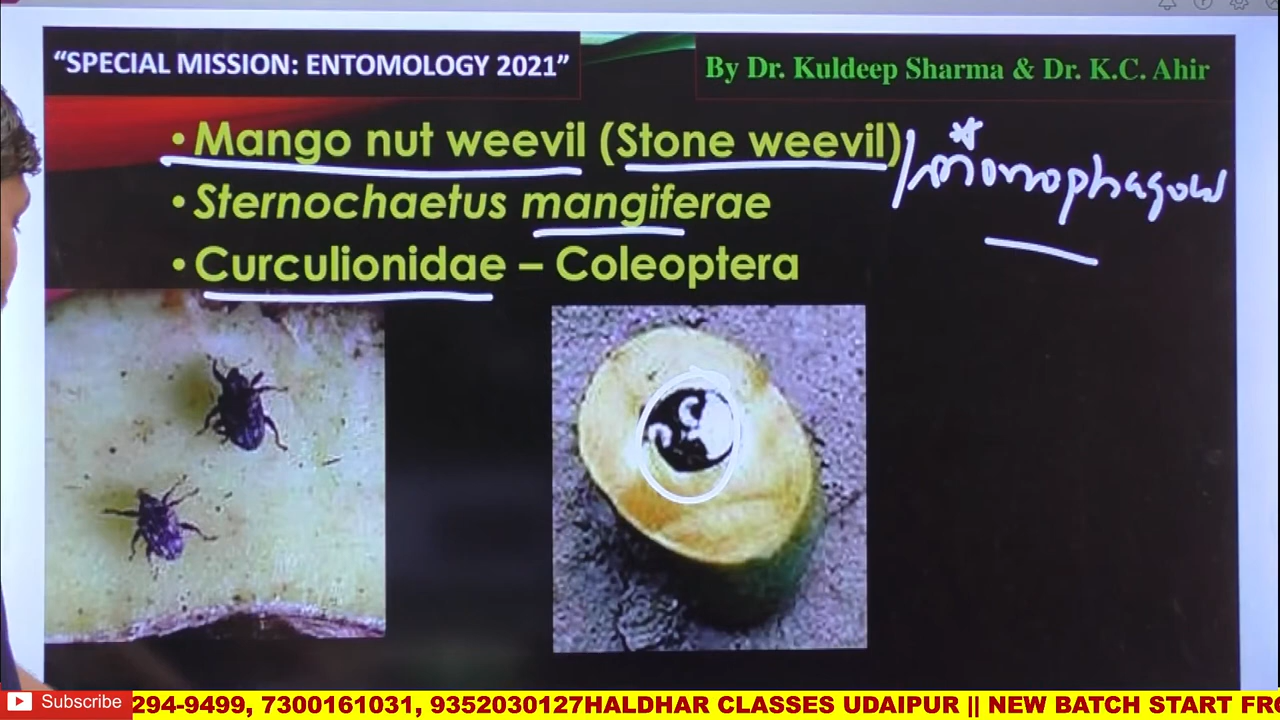 “SPECIAL MISSION: ENTOMOLOGY 2021”
By Dr. Kuldeep Sharma & Dr. K.C. Ahir
• Mango nut weevil (Stone weevil)
/ * monophagous
• Sternochaetus mangiferae
• Curculionidae – Coleoptera
Subscribe
294-9499, 7300161031, 9352030127HALDHAR CLASSES UDAIPUR || NEW BATCH START FRO